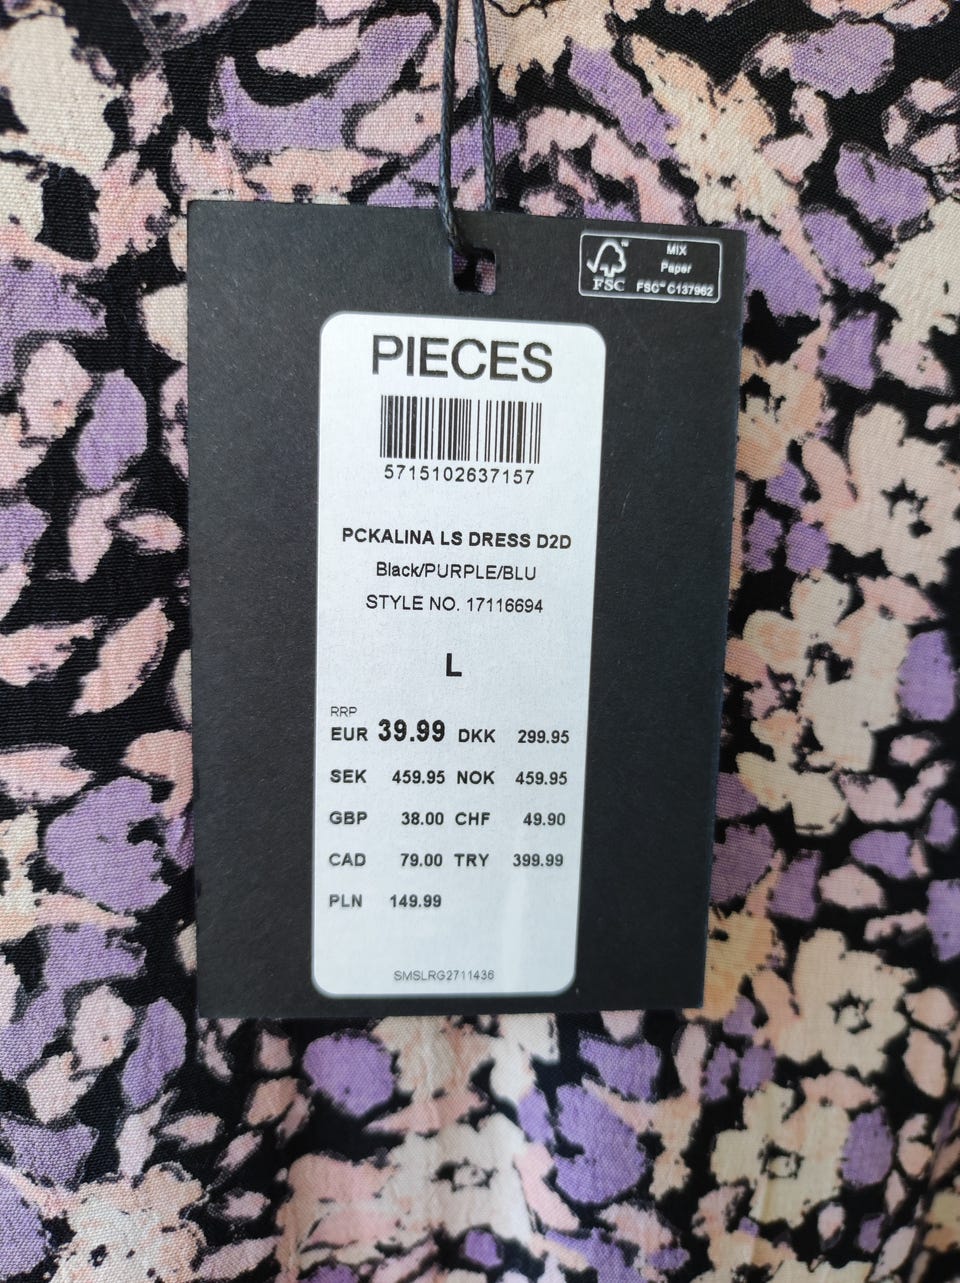 FSC
MIX
Paper
FSC™ C137962
PIECES
5715102637157
PCKALINA LS DRESS D2D
Black/PURPLE/BLU
STYLE NO. 17116694
L
RRP
EUR 39.99 DKK 299.95
SEK 459.95 NOK 459.95
GBP 38.00 CHF 49.90
CAD 79.00 TRY 399.99
PLN 149.99
SMSLRG2711436